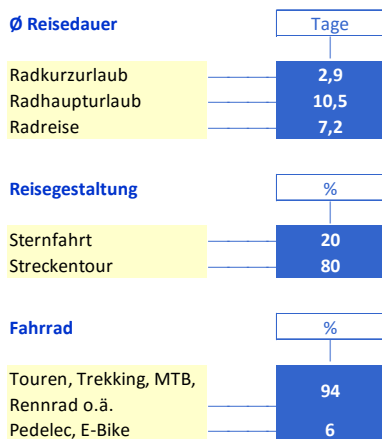 Ø Reisedauer Tage
Radkurzurlaub 2,9
Radhaupturlaub 10,5
Radreise 7,2
Reisegestaltung %
Sternfahrt 20
Streckentour 80
Fahrrad %
Touren, Trekking, MTB,
Rennrad o.ä. 94
Pedelec, E-Bike 6